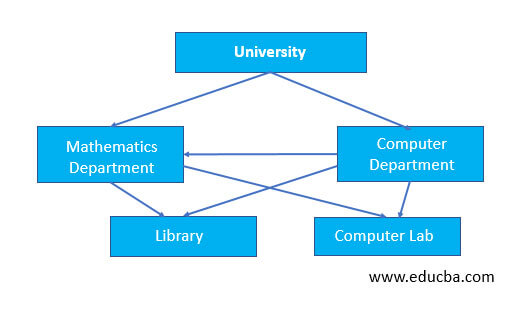 University
Mathematics
Department
Computer
Department
Library
Computer Lab
www.educba.com